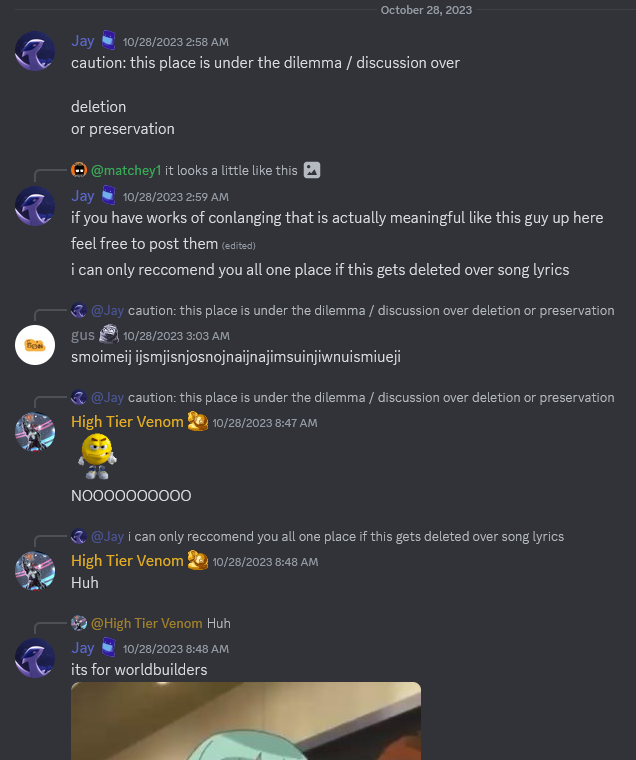 October 28, 2023
Jay 10/28/2023 2:58 AM
caution: this place is under the dilemma / discussion over
deletion
or preservation
@matchey1 it looks a little like this
Jay 10/28/2023 2:59 AM
if you have works of conlanging that is actually meaningful like this guy up here
feel free to post them (edited)
i can only reccomend you all one place if this gets deleted over song lyrics
@Jay caution: this place is under the dilemma / discussion over deletion or preservation
gus 10/28/2023 3:03 AM
smoimeij ijsmjisnjosnojnaijnajimsuinjiwnuismiueji
@Jay caution: this place is under the dilemma / discussion over deletion or preservation
High Tier Venom 10/28/2023 8:47 AM
NOOOOOOOOOO
@Jay i can only reccomend you all one place if this gets deleted over song lyrics
High Tier Venom 10/28/2023 8:48 AM
Huh
@High Tier Venom Huh
Jay 10/28/2023 8:48 AM
its for worldbuilders